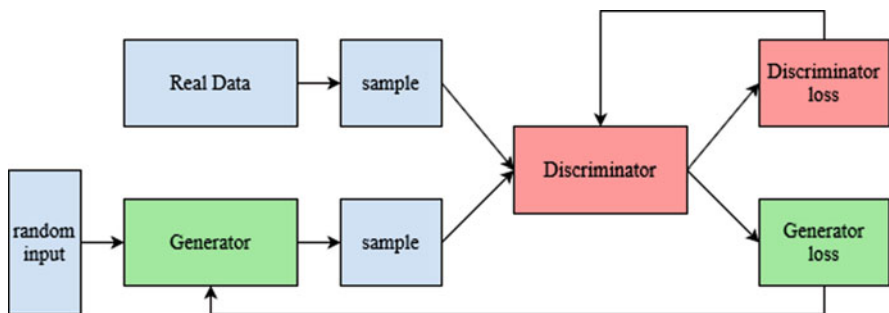 Real Data
sample
Discriminator
loss
Discriminator
random
input
Generator
sample
Generator
loss